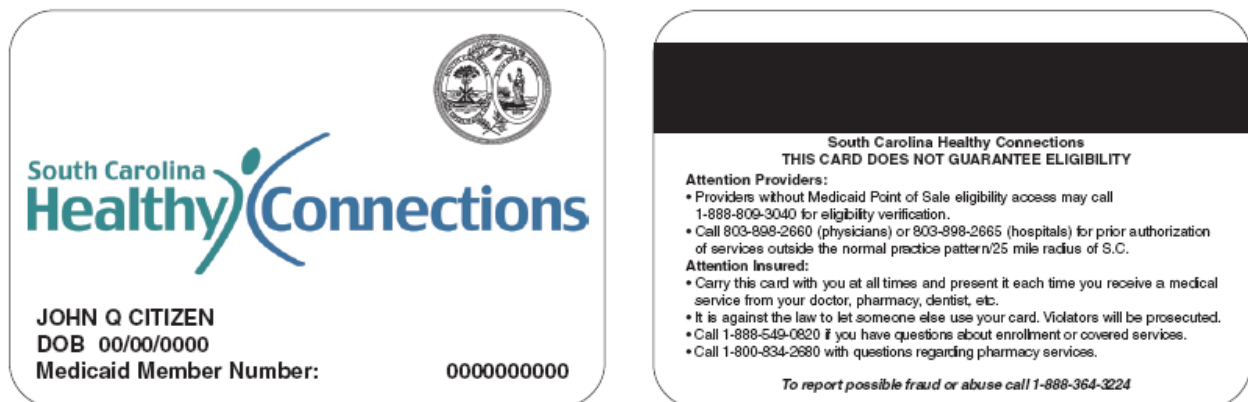 South Carolina
Healthy Connections
JOHN Q CITIZEN
DOB 00/00/0000
Medicaid Member Number: 0000000000
South Carolina Healthy Connections
THIS CARD DOES NOT GUARANTEE ELIGIBILITY
Attention Providers:
• Providers without Medicaid Point of Sale eligibility access may call
1-888-809-3040 for eligibility verification.
• Call 803-898-2660 (physicians) or 803-898-2665 (hospitals) for prior authorization
of services outside the normal practice pattern/25 mile radius of S.C.
Attention Insured:
• Carry this card with you at all times and present it each time you receive a medical
service from your doctor, pharmacy, dentist, etc.
• It is against the law to let someone else use your card. Violators will be prosecuted.
• Call 1-888-549-0820 if you have questions about enrollment or covered services.
• Call 1-800-834-2680 with questions regarding pharmacy services.
To report possible fraud or abuse call 1-888-364-3224